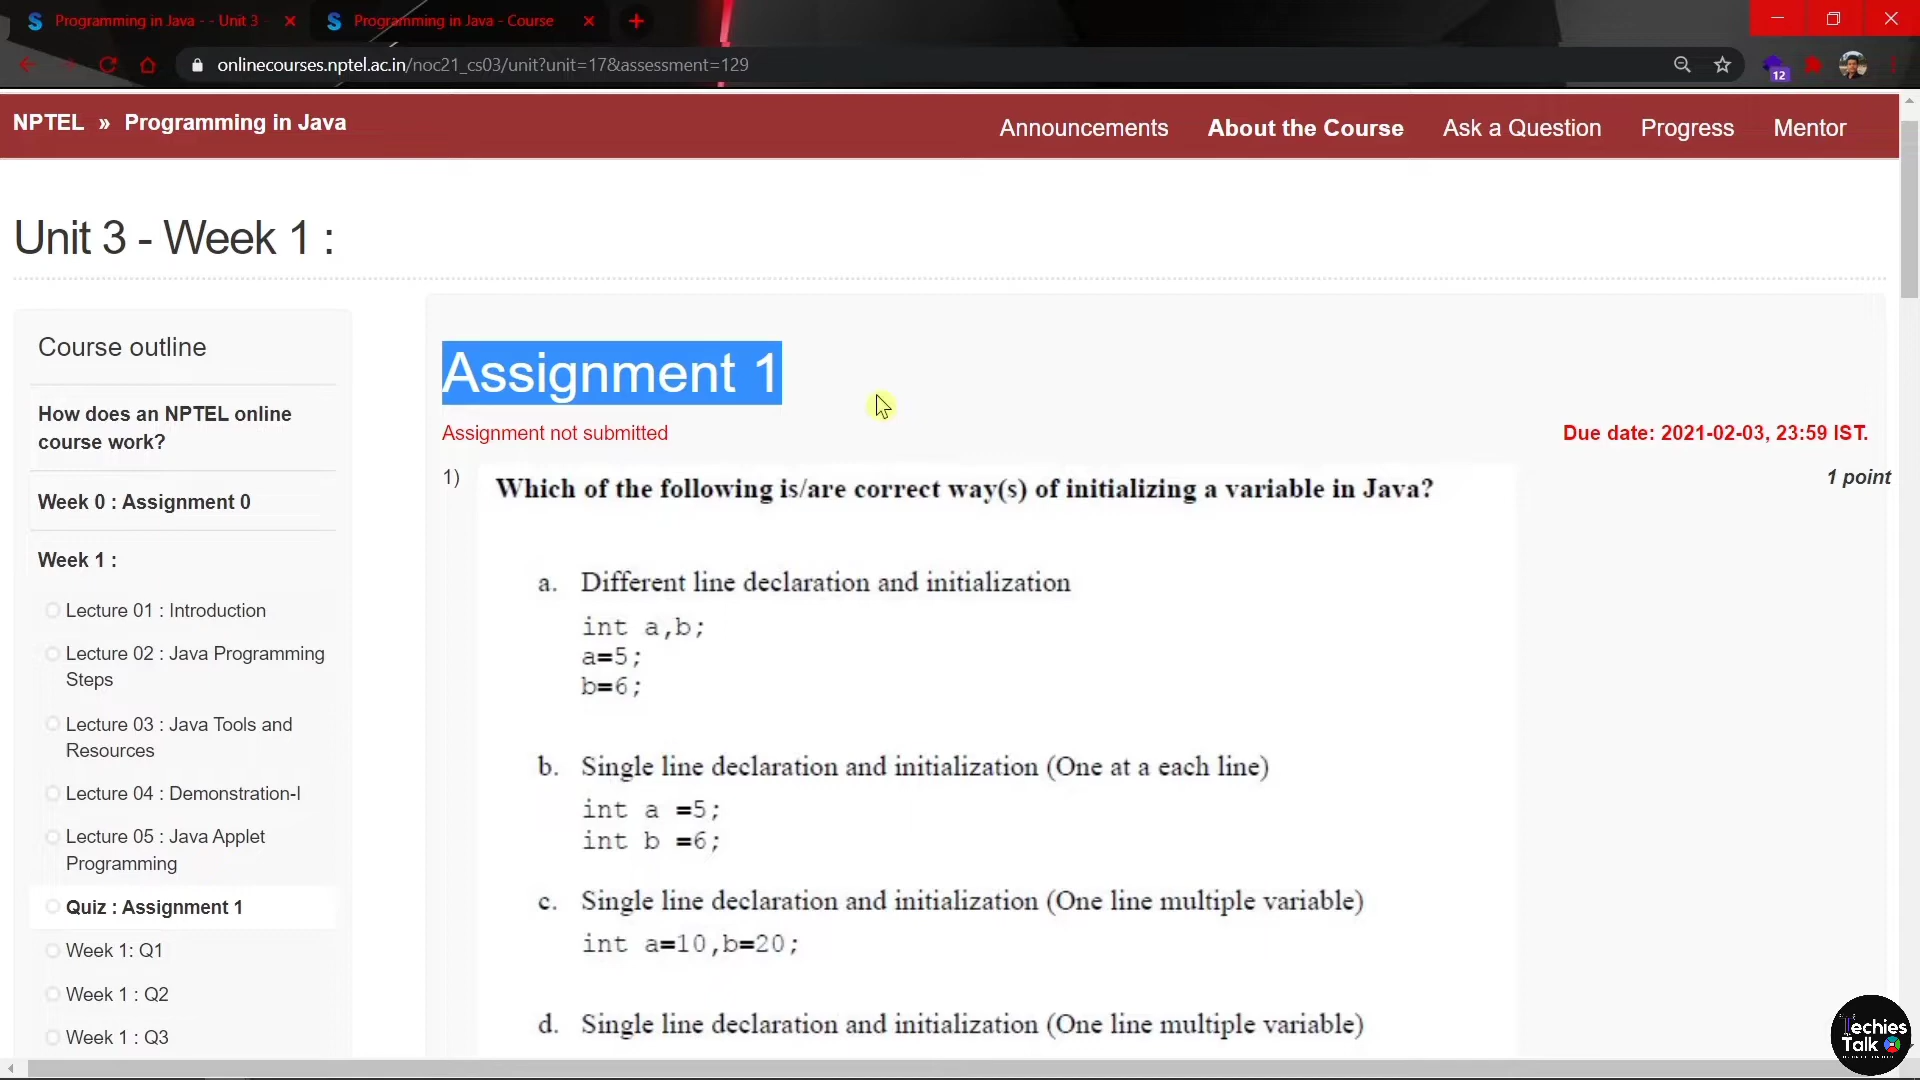 Programming in Java - - Unit 3 -
Programming in Java - Course
onlinecourses.nptel.ac.in/noc21_cs03/unit?unit=17&assessment=129
12
NPTEL » Programming in Java
Announcements
About the Course
Ask a Question
Progress
Mentor
Unit 3 - Week 1 :
Course outline
How does an NPTEL online
course work?
Week 0 : Assignment 0
Week 1 :
Lecture 01 : Introduction
Lecture 02 : Java Programming
Steps
Lecture 03 : Java Tools and
Resources
Lecture 04 : Demonstration-I
Lecture 05 : Java Applet
Programming
Quiz : Assignment 1
Week 1: Q1
Week 1 : Q2
Week 1 : Q3
Assignment 1
Assignment not submitted
Due date: 2021-02-03, 23:59 IST.
1)
1 point
Which of the following is/are correct way(s) of initializing a variable in Java?
a. Different line declaration and initialization
int a,b;
a=5;
b=6;
b. Single line declaration and initialization (One at a each line)
int a =5;
int b =6;
c. Single line declaration and initialization (One line multiple variable)
int a=10,b=20;
d. Single line declaration and initialization (One line multiple variable)
Techies
Talk